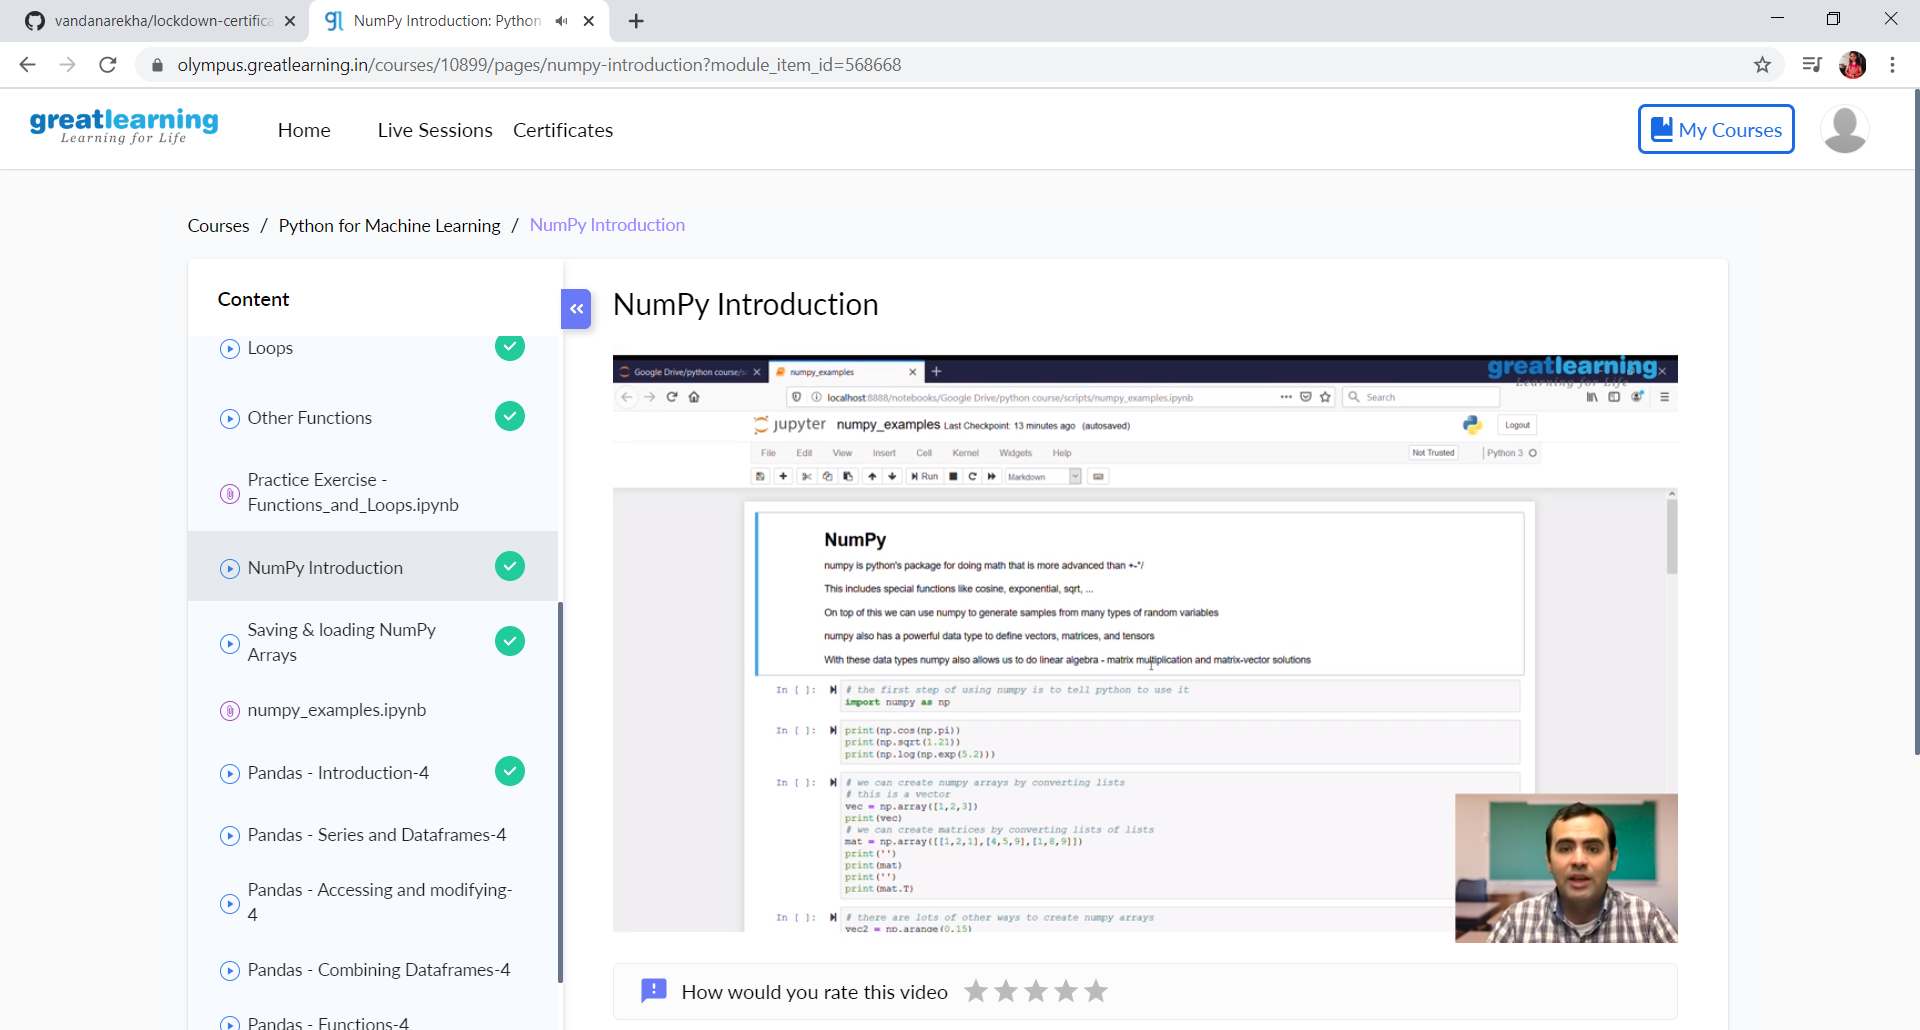 vandanarekha/lockdown-certifica
NumPy Introduction: Python
olympus.greatlearning.in/courses/10899/pages/numpy-introduction?module_item_id=568668
greatlearning
Learning for Life
Home
Live Sessions
Certificates
My Courses
Courses / Python for Machine Learning / NumPy Introduction
Content
Loops
Other Functions
Practice Exercise -
Functions_and_Loops.ipynb
NumPy Introduction
Saving & loading NumPy
Arrays
numpy_examples.ipynb
Pandas - Introduction-4
Pandas - Series and Dataframes-4
Pandas - Accessing and modifying-
4
Pandas - Combining Dataframes-4
Pandas - Functions-4
NumPy Introduction
Google Drive/python course/s
numpy_examples
greatlearning
Learning for Life
localhost:8888/notebooks/Google Drive/python course/scripts/numpy_examples.ipynb
Search
jupyter numpy_examples Last Checkpoint: 13 minutes ago (autosaved)
Logout
File Edit View Insert Cell Kernel Widgets Help
Not Trusted
Python 3
Run
Markdown
NumPy
numpy is python's package for doing math that is more advanced than +-*/
This includes special functions like cosine, exponential, sqrt, ...
On top of this we can use numpy to generate samples from many types of random variables
numpy also has a powerful data type to define vectors, matrices, and tensors
With these data types numpy also allows us to do linear algebra - matrix multiplication and matrix-vector solutions
In [ ]: # the first step of using numpy is to tell python to use it
import numpy as np
In [ ]: print(np.cos(np.pi))
print(np.sqrt(1.21))
print(np.log(np.exp(5.2)))
In [ ]: # we can create numpy arrays by converting lists
# this is a vector
vec = np.array([1,2,3])
print(vec)
# we can create matrices by converting lists of lists
mat = np.array([[1,2,1],[4,5,9],[1,8,9]])
print('')
print(mat)
print('')
print(mat.T)
In [ ]: # there are lots of other ways to create numpy arrays
vec2 = np.arange(0,15)
How would you rate this video